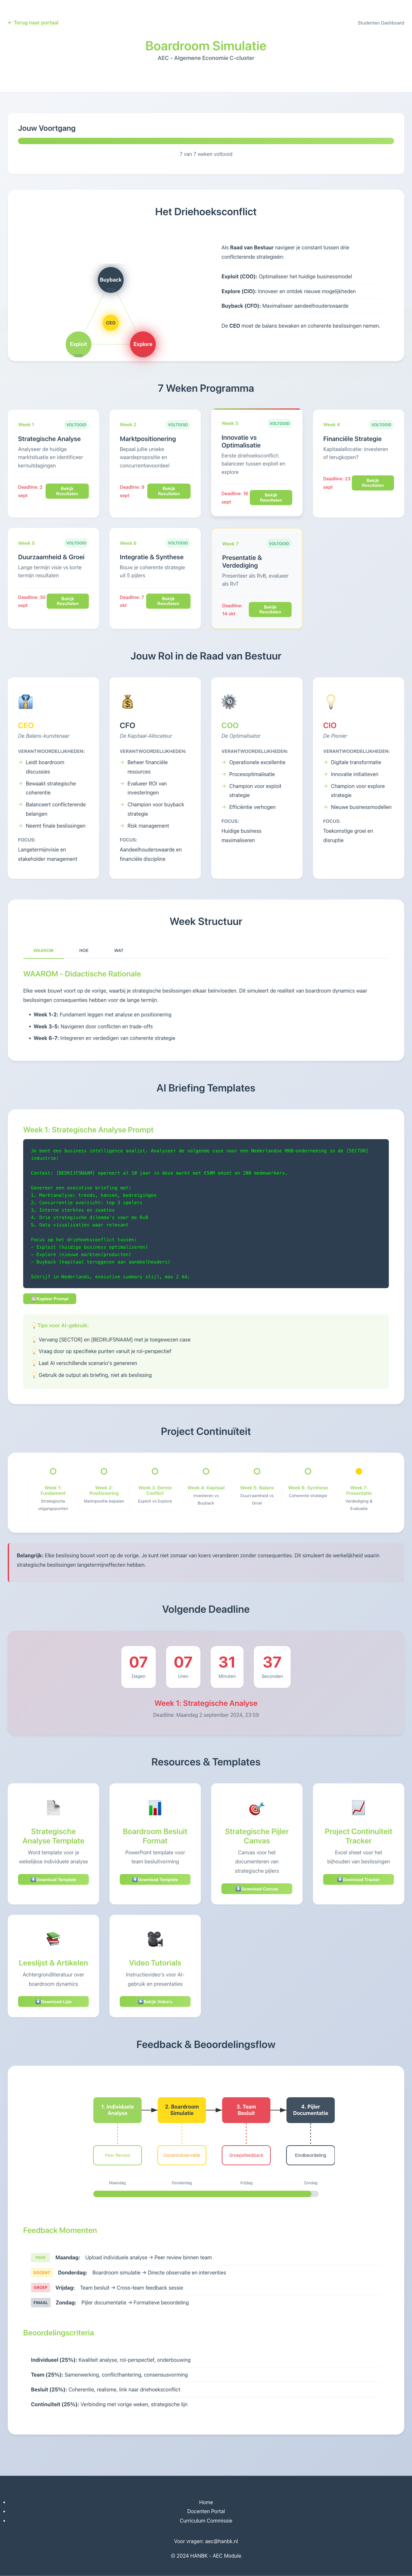 ← Terug naar portaal
Studenten Dashboard
Boardroom Simulatie
AEC - Algemene Economie C-cluster
Jouw Voortgang
7 van 7 weken voltooid
Het Driehoeksconflict
Buyback
CEO
Exploit
Explore
Als Raad van Bestuur navigeer je constant tussen drie
conflicterende strategieën:
Exploit (COO): Optimaliseer het huidige businessmodel
Explore (CIO): Innoveer en ontdek nieuwe mogelijkheden
Buyback (CFO): Maximaliseer aandeelhouderswaarde
De CEO moet de balans bewaken en coherente beslissingen nemen.
7 Weken Programma
Week 1
VOLTOOID
Strategische Analyse
Analyseer de huidige
marktsituatie en identificeer
kernuitdagingen
Deadline: 2
sept
Bekijk
Resultaten
Week 2
VOLTOOID
Marktpositionering
Bepaal jullie unieke
waardepropositie en
concurrentievoordeel
Deadline: 9
sept
Bekijk
Resultaten
Week 3
VOLTOOID
Innovatie vs
Optimalisatie
Eerste driehoeksconflict:
balanceer tussen exploit en
explore
Deadline: 16
sept
Bekijk
Resultaten
Week 4
VOLTOOID
Financiële Strategie
Kapitaalallocatie: investeren
of terugkopen?
Deadline: 23
sept
Bekijk
Resultaten
Week 5
VOLTOOID
Duurzaamheid & Groei
Lange termijn visie vs korte
termijn resultaten
Deadline: 30
sept
Bekijk
Resultaten
Week 6
VOLTOOID
Integratie & Synthese
Bouw je coherente strategie
uit 5 pijlers
Deadline: 7
okt
Bekijk
Resultaten
Week 7
VOLTOOID
Presentatie &
Verdediging
Presenteer als RvB, evalueer
als RvT
Deadline:
14 okt
Bekijk
Resultaten
Jouw Rol in de Raad van Bestuur
CEO
De Balans-kunstenaar
VERANTWOORDELIJKHEDEN:
→ Leidt boardroom
discussies
→ Bewaakt strategische
coherentie
→ Balanceert conflicterende
belangen
→ Neemt finale beslissingen
FOCUS:
Langetermijnvisie en
stakeholder management
CFO
De Kapitaal-Allocateur
VERANTWOORDELIJKHEDEN:
→ Beheer financiële
resources
→ Evalueer ROI van
investeringen
→ Champion voor buyback
strategie
→ Risk management
FOCUS:
Aandeelhouderswaarde en
financiële discipline
COO
De Optimalisator
VERANTWOORDELIJKHEDEN:
→ Operationele excellentie
→ Procesoptimalisatie
→ Champion voor exploit
strategie
→ Efficiëntie verhogen
FOCUS:
Huidige business
maximaliseren
CIO
De Pionier
VERANTWOORDELIJKHEDEN:
→ Digitale transformatie
→ Innovatie initiatieven
→ Champion voor explore
strategie
→ Nieuwe businessmodellen
FOCUS:
Toekomstige groei en
disruptie
Week Structuur
WAAROM
HOE
WAT
WAAROM - Didactische Rationale
Elke week bouwt voort op de vorige, waarbij je strategische beslissingen elkaar beïnvloeden. Dit simuleert de realiteit van boardroom dynamics waar
beslissingen consequenties hebben voor de lange termijn.
• Week 1-2: Fundament leggen met analyse en positionering
• Week 3-5: Navigeren door conflicten en trade-offs
• Week 6-7: Integreren en verdedigen van coherente strategie
AI Briefing Templates
Week 1: Strategische Analyse Prompt
Je bent een business intelligence analist. Analyseer de volgende case voor een Nederlandse MKB-onderneming in de [SECTOR]
industrie:
Context: [BEDRIJFSNAAM] opereert al 10 jaar in deze markt met €50M omzet en 200 medewerkers.
Genereer een executive briefing met:
1. Marktanalyse: trends, kansen, bedreigingen
2. Concurrentie overzicht: top 3 spelers
3. Interne sterktes en zwaktes
4. Drie strategische dilemma's voor de RvB
5. Data visualisaties waar relevant
Focus op het driehoeksconflict tussen:
- Exploit (huidige business optimaliseren)
- Explore (nieuwe markten/producten)
- Buyback (kapitaal teruggeven aan aandeelhouders)
Schrijf in Nederlands, executive summary stijl, max 2 A4.
Kopieer Prompt
Tips voor AI-gebruik:
Vervang [SECTOR] en [BEDRIJFSNAAM] met je toegewezen case
Vraag door op specifieke punten vanuit je rol-perspectief
Laat AI verschillende scenario's genereren
Gebruik de output als briefing, niet als beslissing
Project Continuïteit
Week 1:
Fundament
Strategische
uitgangspunten
Week 2:
Positionering
Marktpositie bepalen
Week 3: Eerste
Conflict
Exploit vs Explore
Week 4: Kapitaal
Investeren vs
Buyback
Week 5: Balans
Duurzaamheid vs
Groei
Week 6: Synthese
Coherente strategie
Week 7:
Presentatie
Verdediging &
Evaluatie
Belangrijk: Elke beslissing bouwt voort op de vorige. Je kunt niet zomaar van koers veranderen zonder consequenties. Dit simuleert de werkelijkheid waarin
strategische beslissingen langetermijneffecten hebben.
Volgende Deadline
07
Dagen
07
Uren
31
Minuten
37
Seconden
Week 1: Strategische Analyse
Deadline: Maandag 2 september 2024, 23:59
Resources & Templates
Strategische
Analyse Template
Word template voor je
wekelijkse individuele analyse
Download Template
Boardroom Besluit
Format
PowerPoint template voor
team besluitvorming
Download Template
Strategische Pijler
Canvas
Canvas voor het
documenteren van
strategische pijlers
Download Canvas
Project Continuïteit
Tracker
Excel sheet voor het
bijhouden van beslissingen
Download Tracker
Leeslijst & Artikelen
Achtergrondliteratuur over
boardroom dynamics
Download Lijst
Video Tutorials
Instructievideo's voor AI-
gebruik en presentaties
Bekijk Video's
Feedback & Beoordelingsflow
1. Individuele
Analyse
2. Boardroom
Simulatie
3. Team
Besluit
4. Pijler
Documentatie
Peer Review
Docentobservatie
Groepsfeedback
Eindbeoordeling
Maandag
Donderdag
Vrijdag
Zondag
Feedback Momenten
PEER
Maandag: Upload individuele analyse → Peer review binnen team
DOCENT
Donderdag: Boardroom simulatie → Directe observatie en interventies
GROEP
Vrijdag: Team besluit → Cross-team feedback sessie
FINAAL
Zondag: Pijler documentatie → Formatieve beoordeling
Beoordelingscriteria
Individueel (25%): Kwaliteit analyse, rol-perspectief, onderbouwing
Team (25%): Samenwerking, conflicthantering, consensusvorming
Besluit (25%): Coherentie, realisme, link naar driehoeksconflict
Continuïteit (25%): Verbinding met vorige weken, strategische lijn
• Home
• Docenten Portal
• Curriculum Commissie
Voor vragen: aec@hanbk.nl
© 2024 HANBK - AEC Module